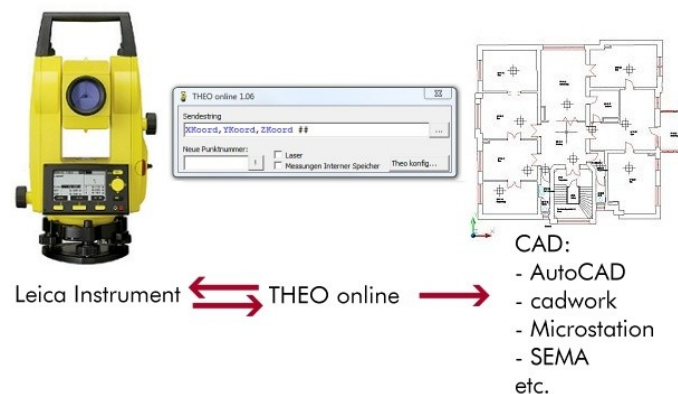 THEO online 1.06
Sendestring
XKoord,YKoord,ZKoord ##
...
Neue Punktnummer:
!
Laser
Messungen Interner Speicher
Theo konfig...
Leica Instrument
THEO online
CAD:
- AutoCAD
- cadwork
- Microstation
- SEMA
etc.